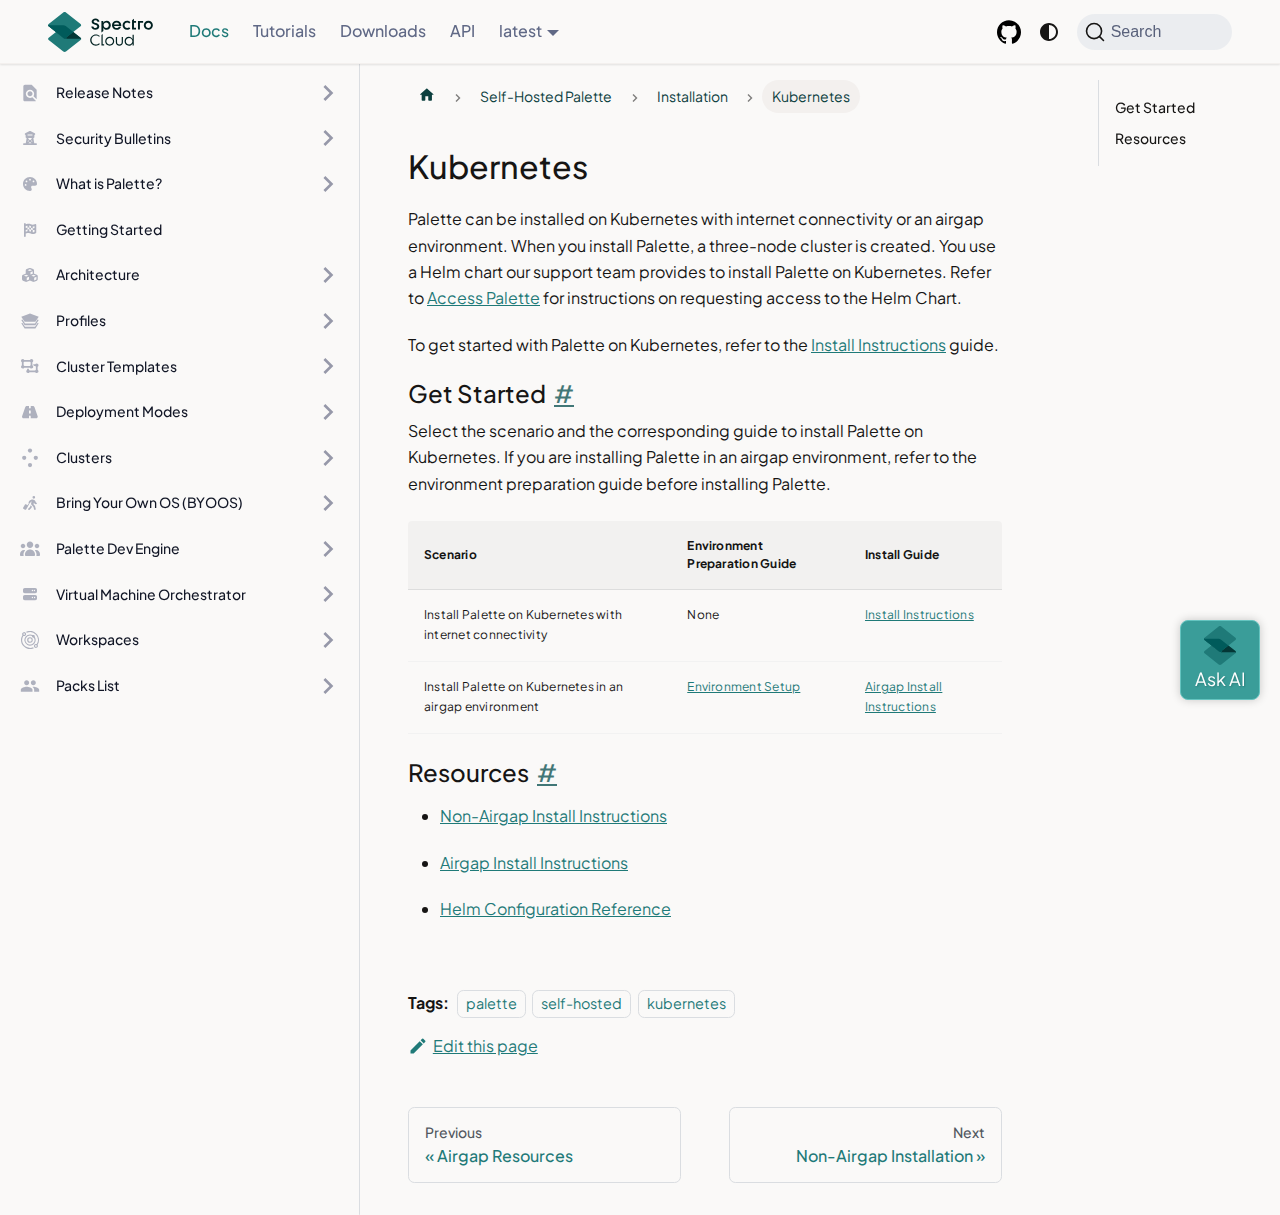 Spectro
Cloud
Docs
Tutorials
Downloads
API
latest
Search
Release Notes
Security Bulletins
What is Palette?
Getting Started
Architecture
Profiles
Cluster Templates
Deployment Modes
Clusters
Bring Your Own OS (BYOOS)
Palette Dev Engine
Virtual Machine Orchestrator
Workspaces
Packs List
Self-Hosted Palette
Installation
Kubernetes
Kubernetes
Palette can be installed on Kubernetes with internet connectivity or an airgap
environment. When you install Palette, a three-node cluster is created. You use
a Helm chart our support team provides to install Palette on Kubernetes. Refer
to Access Palette for instructions on requesting access to the Helm Chart.
To get started with Palette on Kubernetes, refer to the Install Instructions guide.
Get Started #
Select the scenario and the corresponding guide to install Palette on
Kubernetes. If you are installing Palette in an airgap environment, refer to the
environment preparation guide before installing Palette.
Scenario
Environment
Preparation Guide
Install Guide
Install Palette on Kubernetes with
internet connectivity
None
Install Instructions
Install Palette on Kubernetes in an
airgap environment
Environment Setup
Airgap Install
Instructions
Resources #
Non-Airgap Install Instructions
Airgap Install Instructions
Helm Configuration Reference
Tags: palette self-hosted kubernetes
Edit this page
Previous
« Airgap Resources
Next
Non-Airgap Installation »
Get Started
Resources
Ask AI